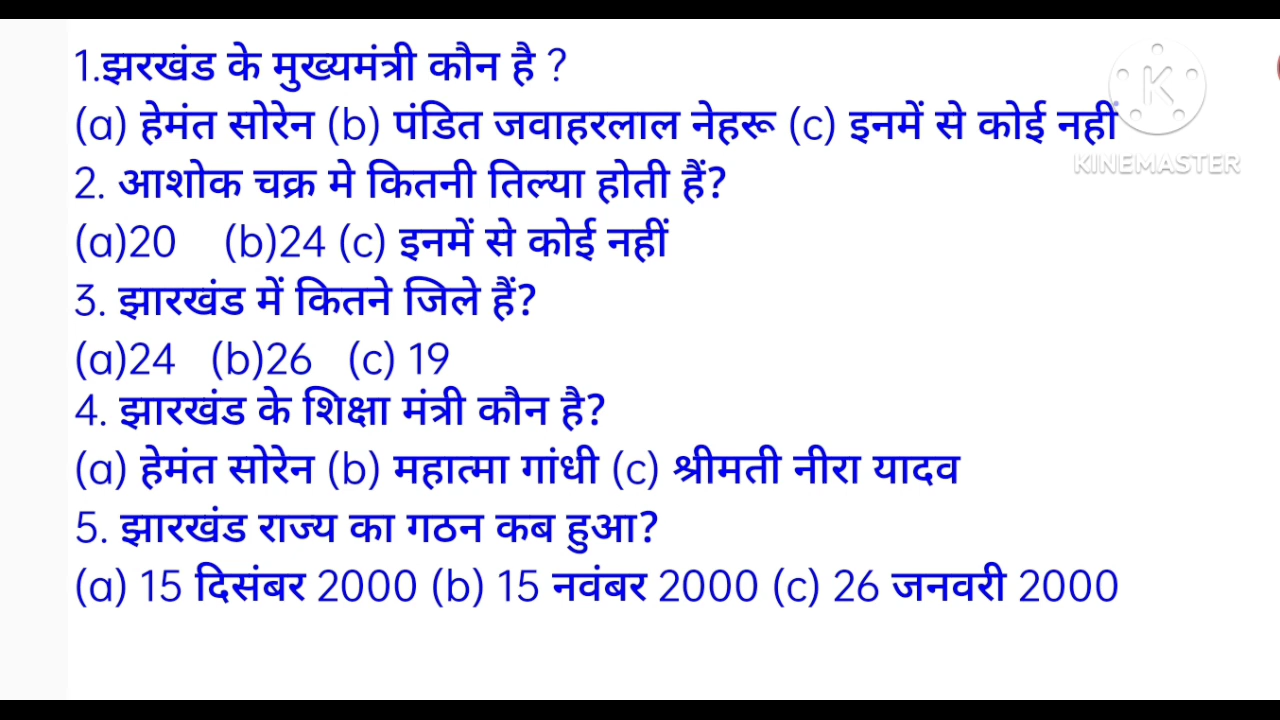 1.झरखंड के मुख्यमंत्री कौन है ?
(a) हेमंत सोरेन (b) पंडित जवाहरलाल नेहरू (c) इनमें से कोई नहीं
K
KINEMASTER
2. आशोक चक्र मे कितनी तिल्या होती हैं?
(a)20 (b)24 (c) इनमें से कोई नहीं
3. झारखंड में कितने जिले हैं?
(a)24 (b)26 (c) 19
4. झारखंड के शिक्षा मंत्री कौन है?
(a) हेमंत सोरेन (b) महात्मा गांधी (c) श्रीमती नीरा यादव
5. झारखंड राज्य का गठन कब हुआ?
(a) 15 दिसंबर 2000 (b) 15 नवंबर 2000 (c) 26 जनवरी 2000